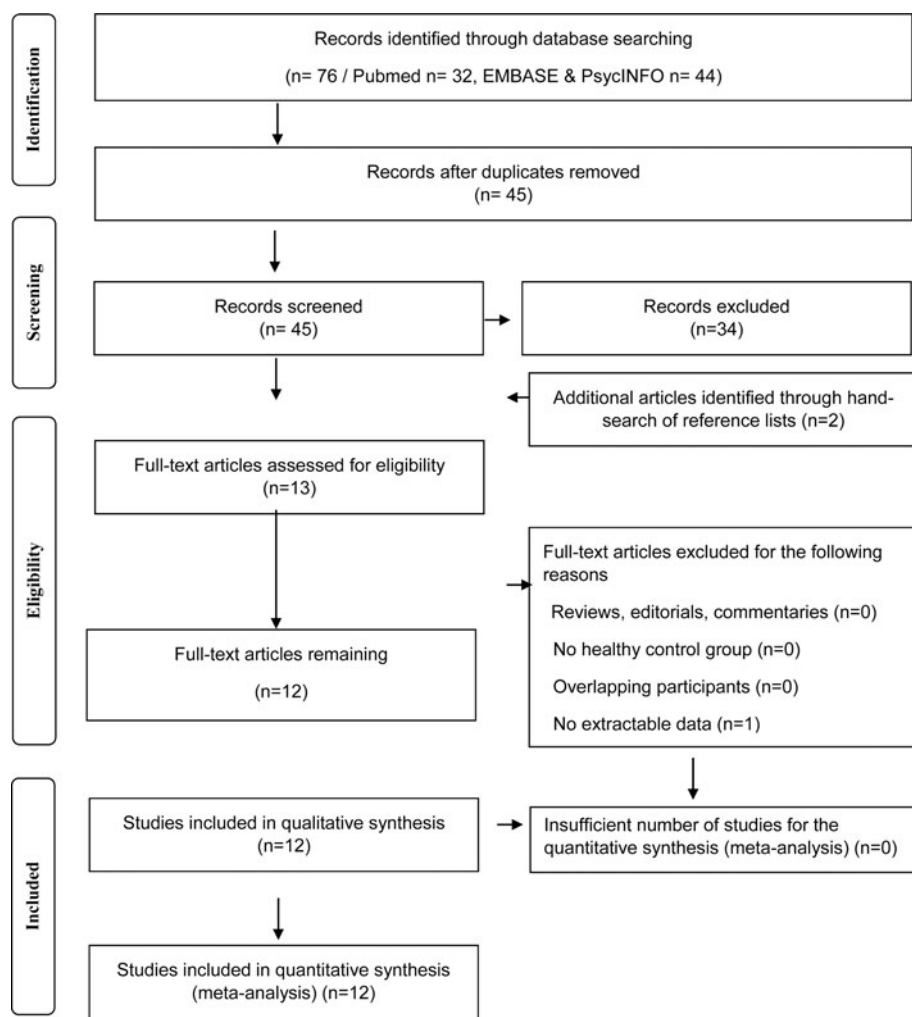 Identification
Records identified through database searching
(n= 76 / Pubmed n= 32, EMBASE & PsycINFO n= 44)
Records after duplicates removed
(n= 45)
Screening
Records screened
(n= 45)
Records excluded
(n=34)
Additional articles identified through hand-
search of reference lists (n=2)
Eligibility
Full-text articles assessed for eligibility
(n=13)
Full-text articles excluded for the following
reasons
Reviews, editorials, commentaries (n=0)
No healthy control group (n=0)
Overlapping participants (n=0)
No extractable data (n=1)
Full-text articles remaining
(n=12)
Included
Studies included in qualitative synthesis
(n=12)
Insufficient number of studies for the
quantitative synthesis (meta-analysis) (n=0)
Studies included in quantitative synthesis
(meta-analysis) (n=12)